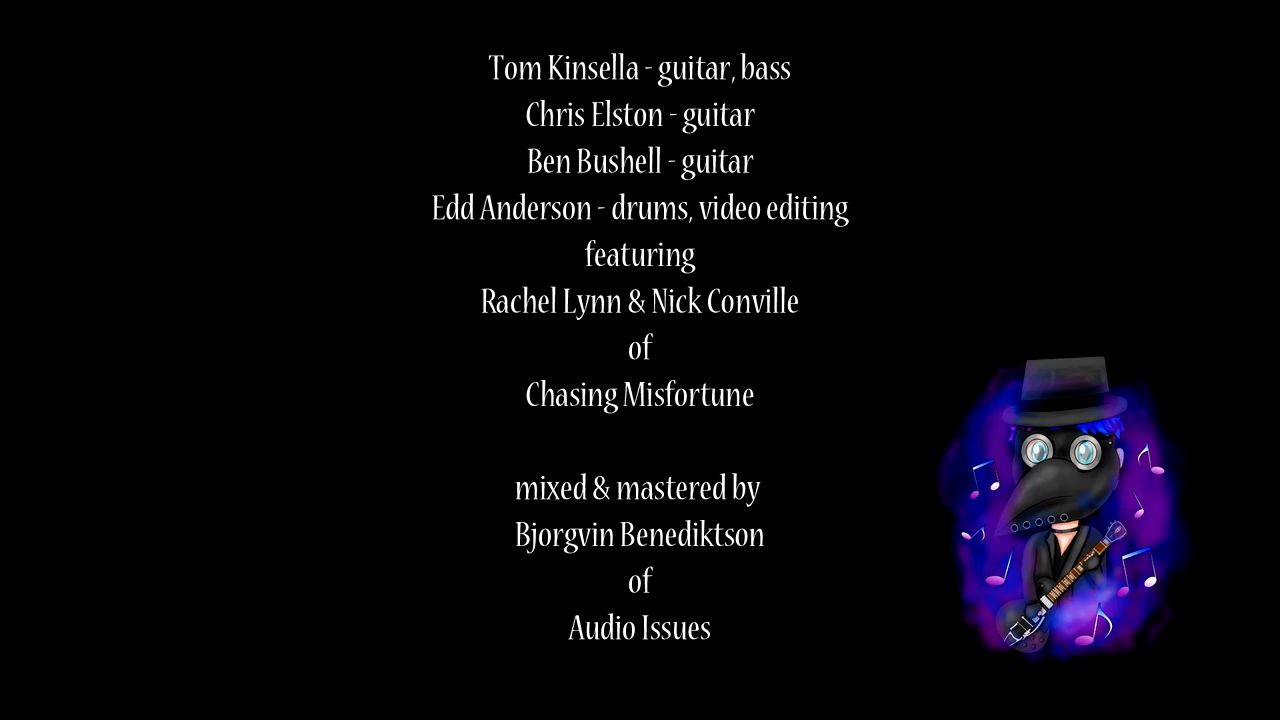 Tom Kinsella - guitar, bass
Chris Elston - guitar
Ben Bushell - guitar
Edd Anderson - drums, video editing
featuring
Rachel Lynn & Nick Conville
of
Chasing Misfortune
mixed & mastered by
Bjorgvin Benediktson
of
Audio Issues